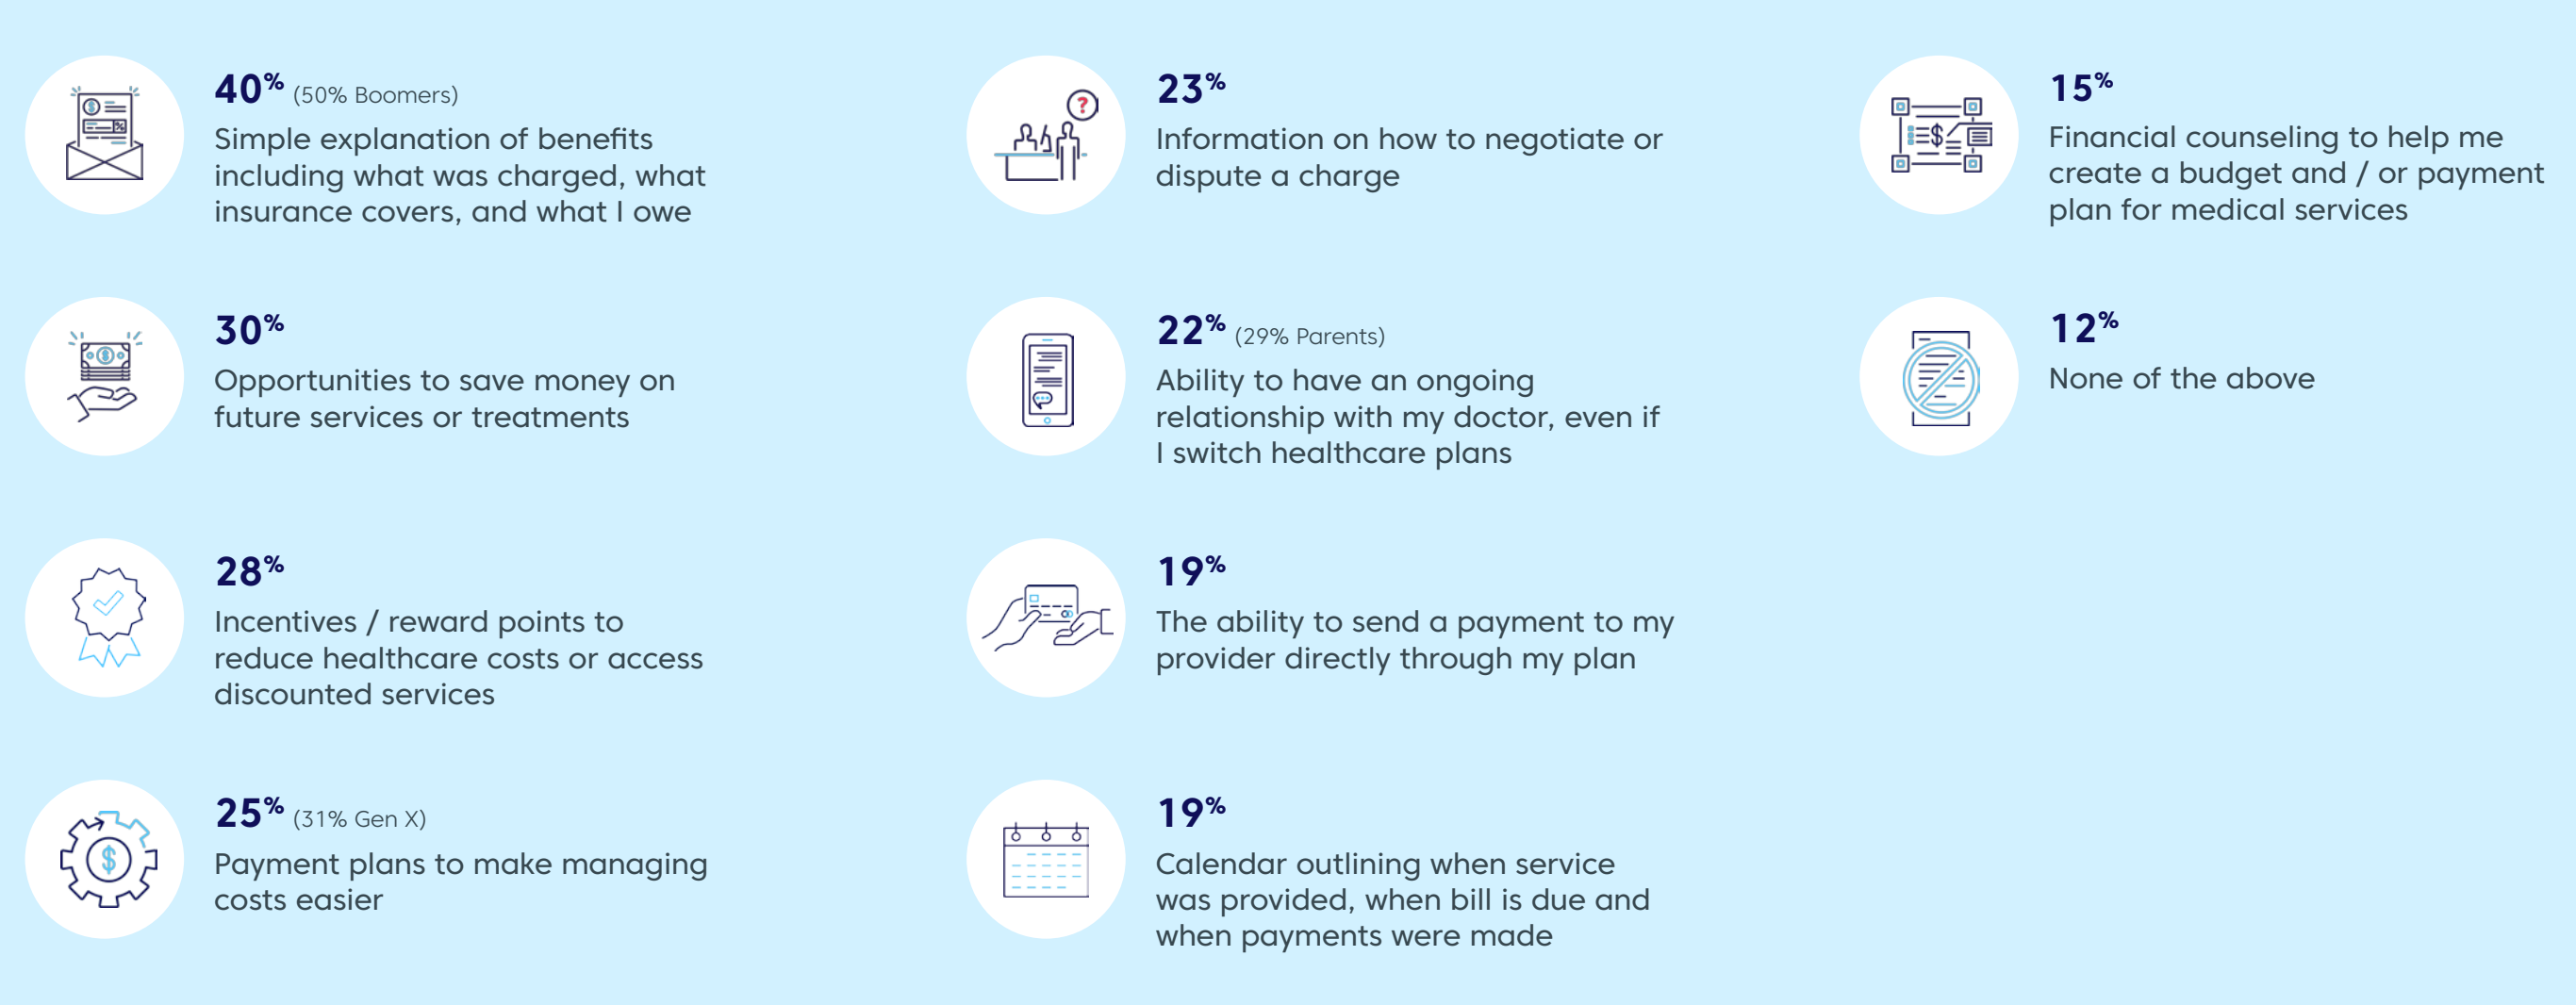 40% (50% Boomers)
Simple explanation of benefits
including what was charged, what
insurance covers, and what I owe
30%
Opportunities to save money on
future services or treatments
28%
Incentives / reward points to
reduce healthcare costs or access
discounted services
25% (31% Gen X)
Payment plans to make managing
costs easier
23%
Information on how to negotiate or
dispute a charge
22% (29% Parents)
Ability to have an ongoing
relationship with my doctor, even if
I switch healthcare plans
19%
The ability to send a payment to my
provider directly through my plan
19%
Calendar outlining when service
was provided, when bill is due and
when payments were made
15%
Financial counseling to help me
create a budget and / or payment
plan for medical services
12%
None of the above